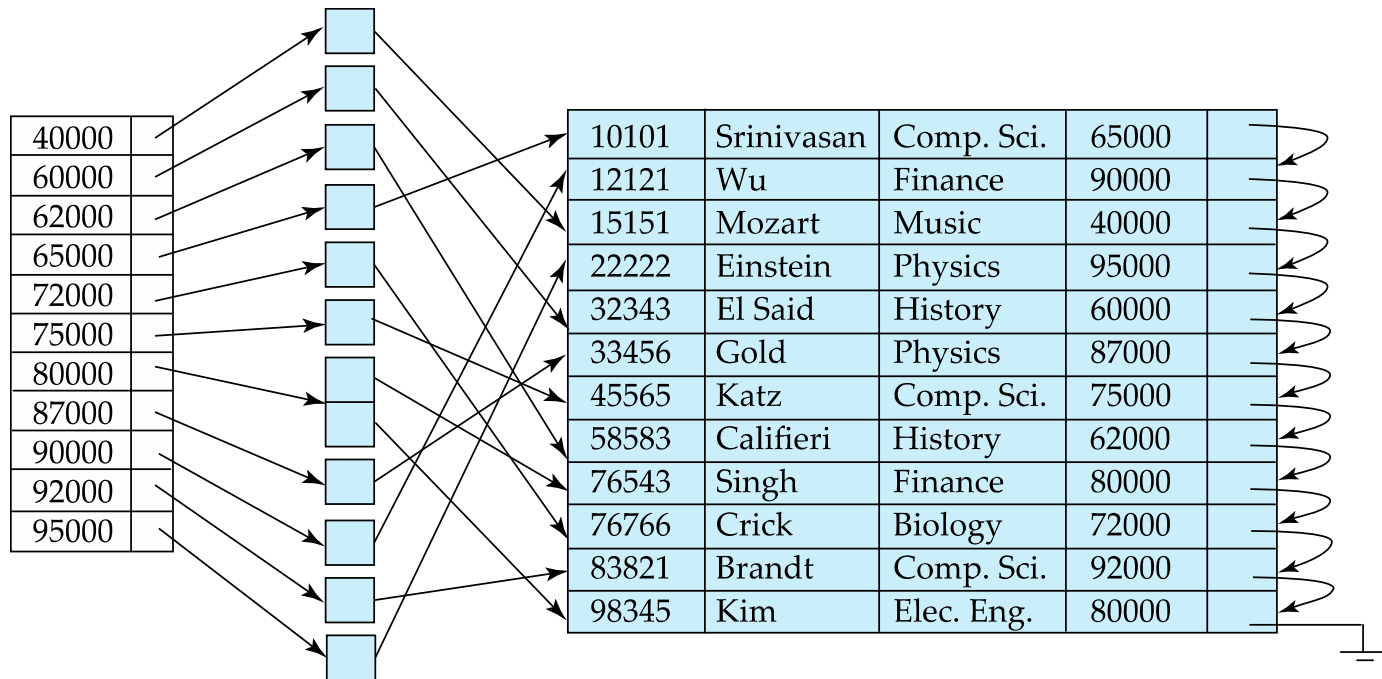 40000
60000
62000
65000
72000
75000
80000
87000
90000
92000
95000
10101 Srinivasan Comp. Sci. 65000
12121 Wu Finance 90000
15151 Mozart Music 40000
22222 Einstein Physics 95000
32343 El Said History 60000
33456 Gold Physics 87000
45565 Katz Comp. Sci. 75000
58583 Califieri History 62000
76543 Singh Finance 80000
76766 Crick Biology 72000
83821 Brandt Comp. Sci. 92000
98345 Kim Elec. Eng. 80000